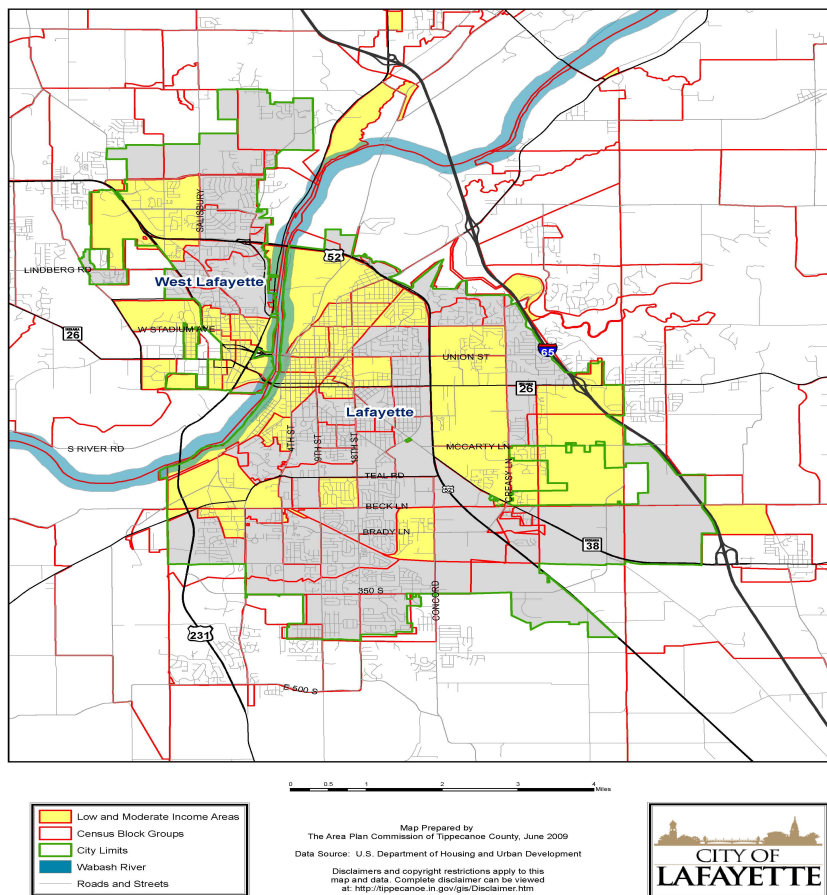 SALISBURY
52
LINDBERG RD
West Lafayette
W STADIUM AVE
INDIANA
26
65
UNION ST
INDIANA
26
Lafayette
S RIVER RD
4TH ST
9TH ST
18TH ST
MCCARTY LN
CREASY LN
TEAL RD
52
BECK LN
BRADY LN
INDIANA
38
350 S
CONCORD
231
E 500 S
0 0.5 1 2 3 4
Miles
Low and Moderate Income Areas
Census Block Groups
City Limits
Wabash River
Roads and Streets
Map Prepared by
The Area Plan Commission of Tippecanoe County, June 2009
Data Source: U.S. Department of Housing and Urban Development
Disclaimers and copyright restrictions apply to this
map and data. Complete disclaimer can be viewed
at: http://tippecanoe.in.gov/gis/Disclaimer.htm
CITY OF
LAFAYETTE